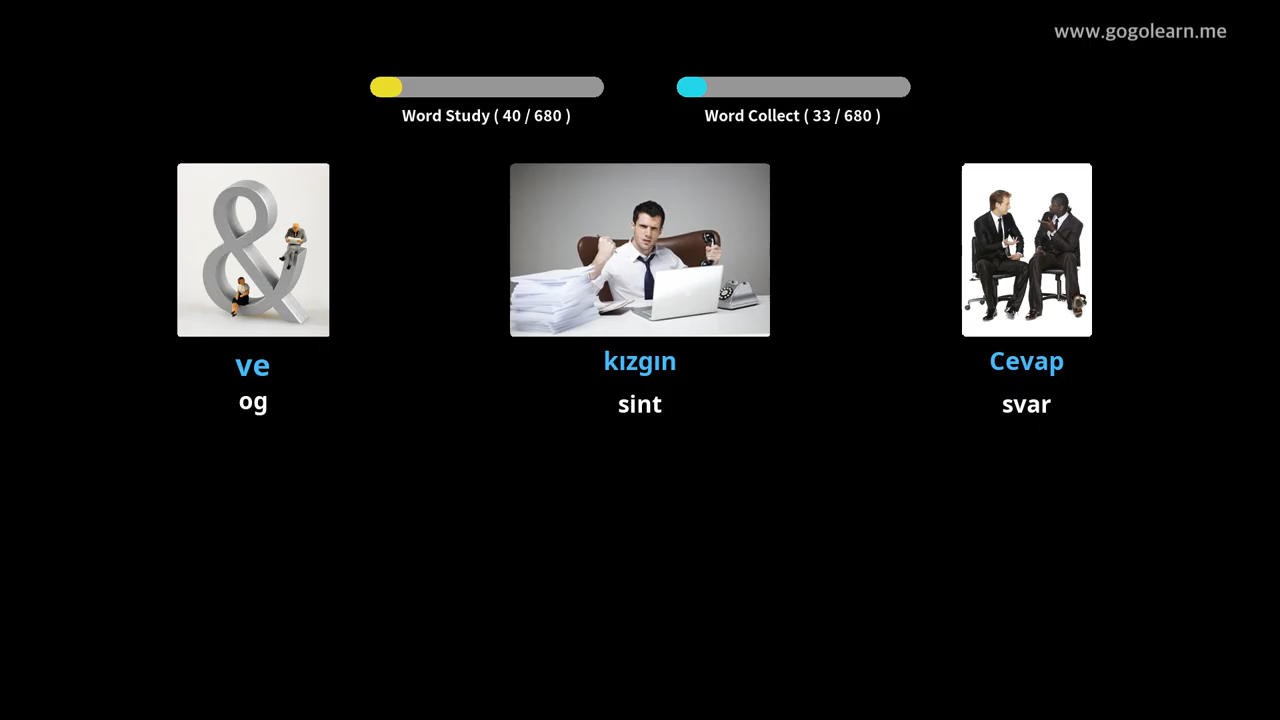 www.gogolearn.me
Word Study ( 40 / 680 )
Word Collect ( 33 / 680 )
&
ve
og
kızgın
sint
Cevap
svar